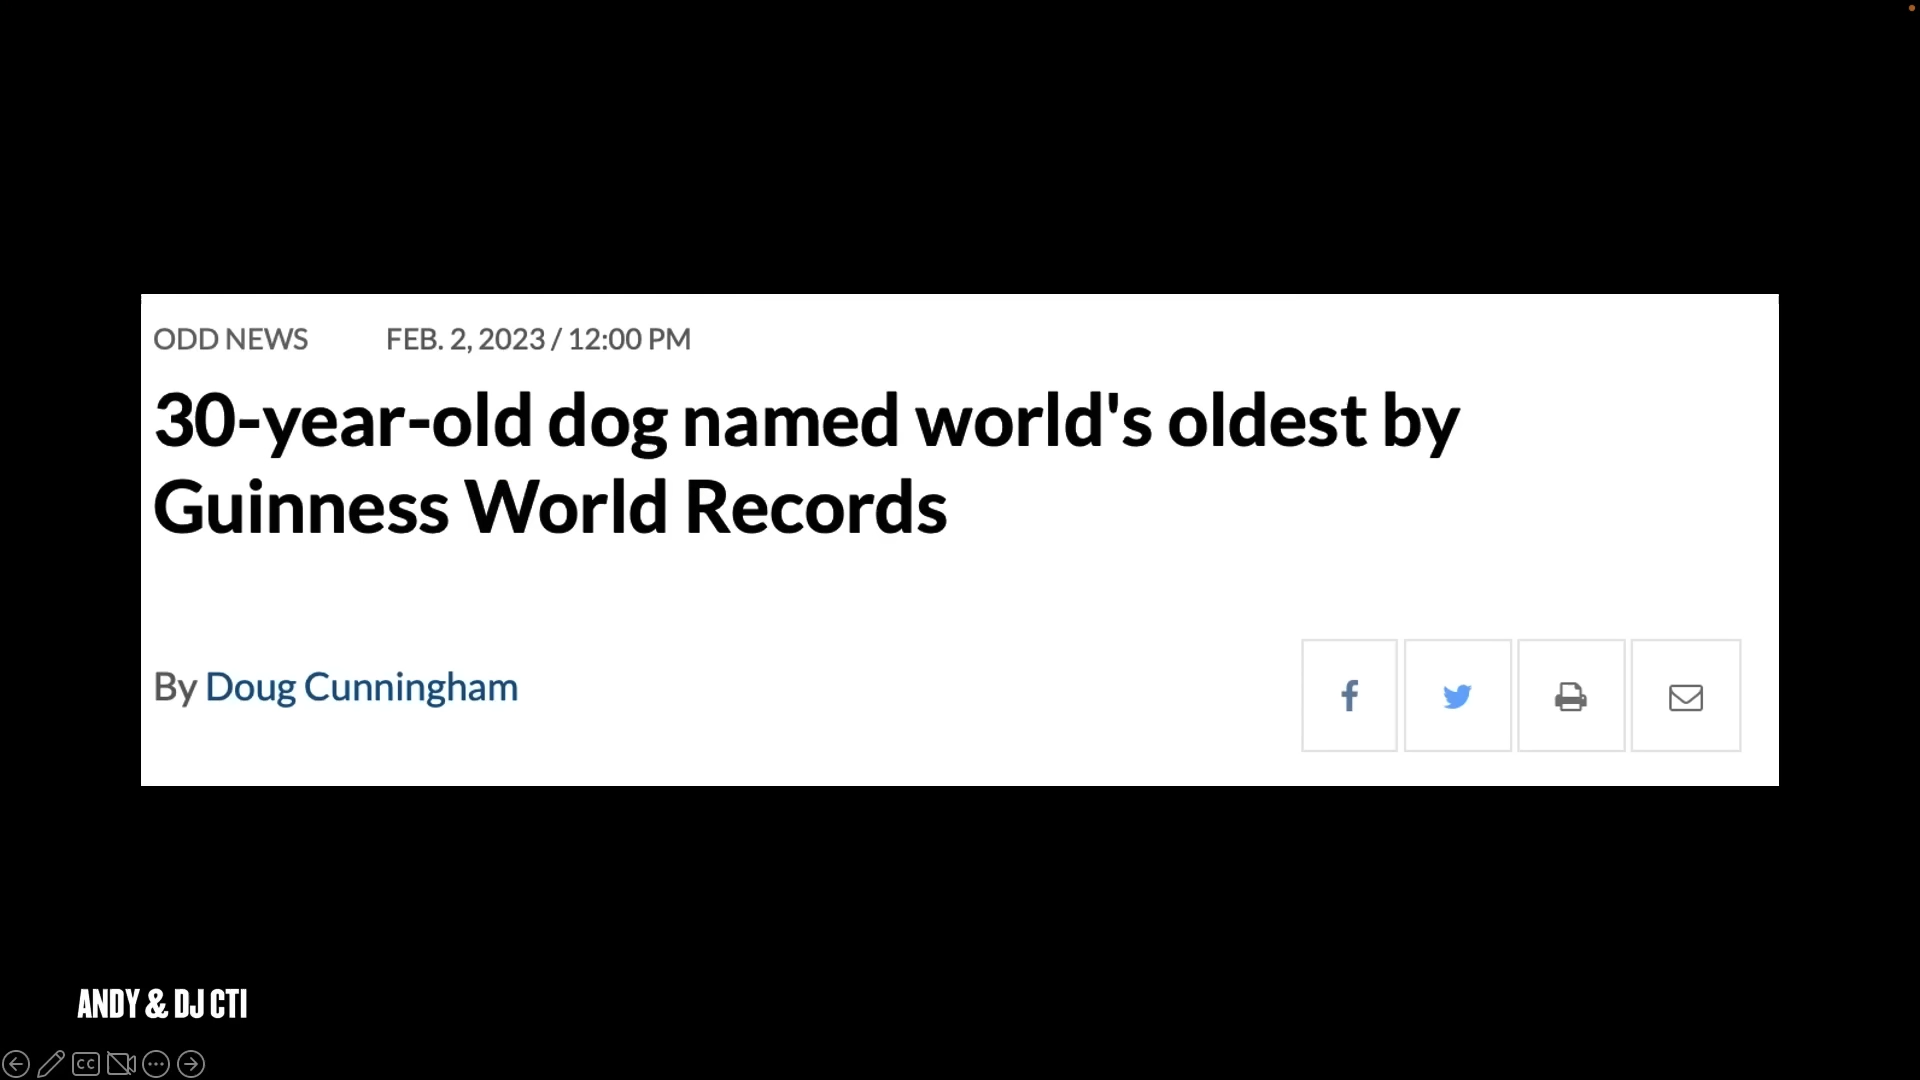 ODD NEWS FEB. 2, 2023 / 12:00 PM
30-year-old dog named world's oldest by
Guinness World Records
By Doug Cunningham
ANDY & DJ CTI
CC